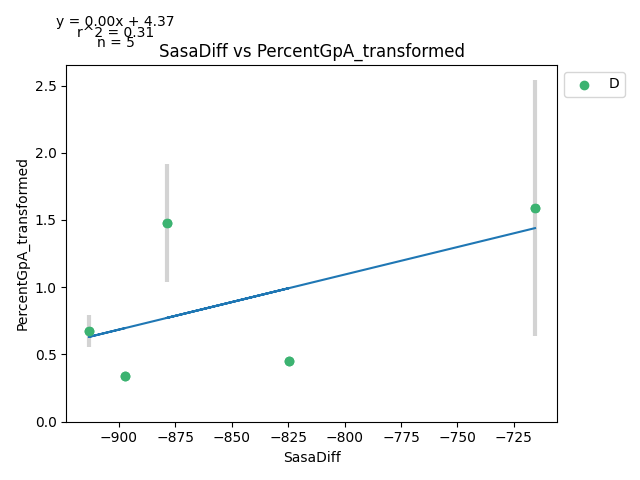 y = 0.00x + 4.37
r^2 = 0.31
n = 5
SasaDiff vs PercentGpA_transformed
D
PercentGpA_transformed
2.5
2.0
1.5
1.0
0.5
0.0
−900 −875 −850 −825 −800 −775 −750 −725
SasaDiff